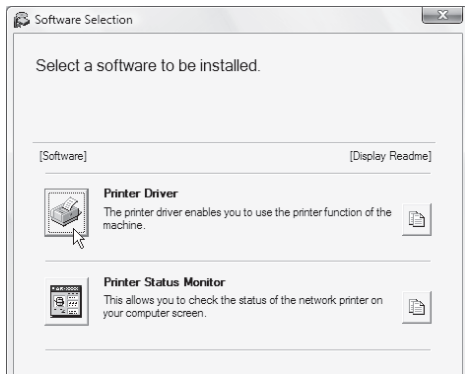 Software Selection
Select a software to be installed.
[Software] [Display Readme]
Printer Driver
The printer driver enables you to use the printer function of the
machine.
Printer Status Monitor
This allows you to check the status of the network printer on
your computer screen.